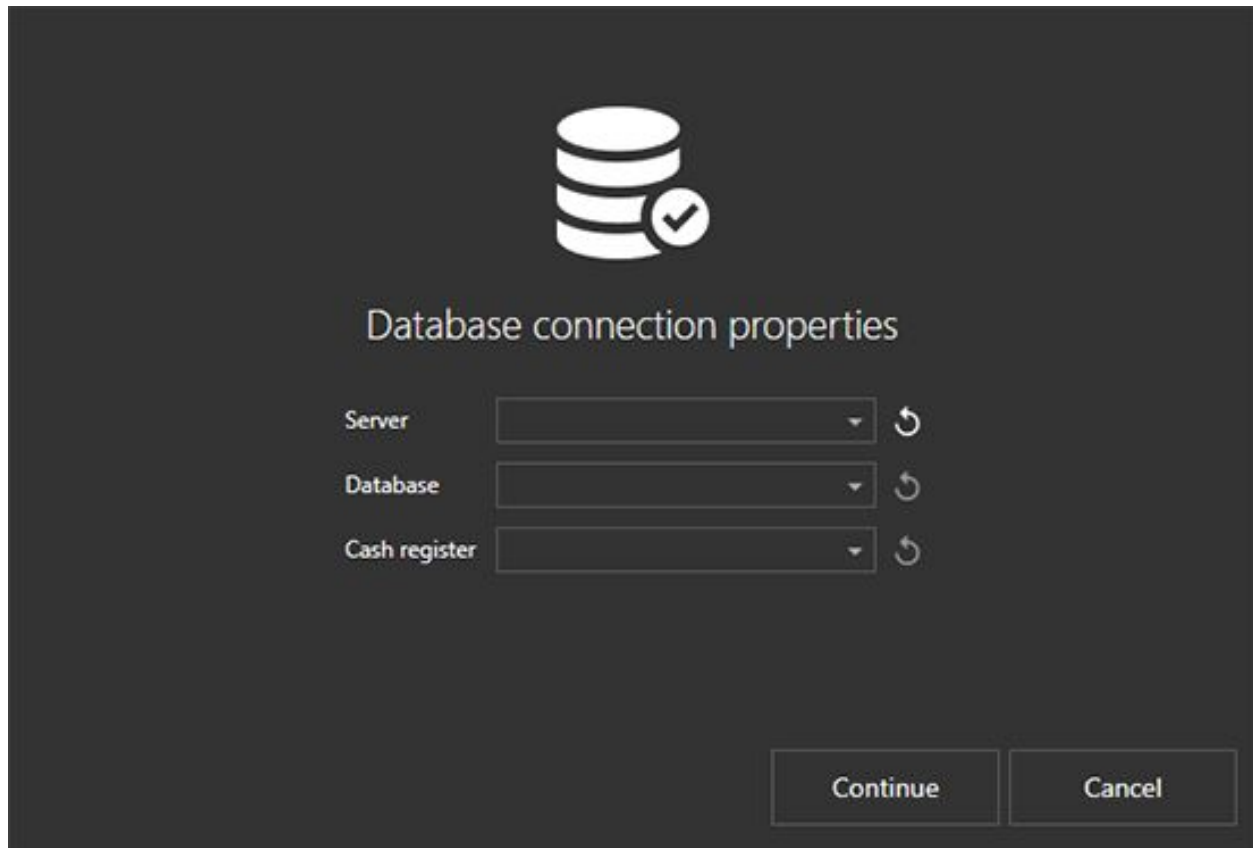 Database connection properties
Server
Database
Cash register
Continue
Cancel